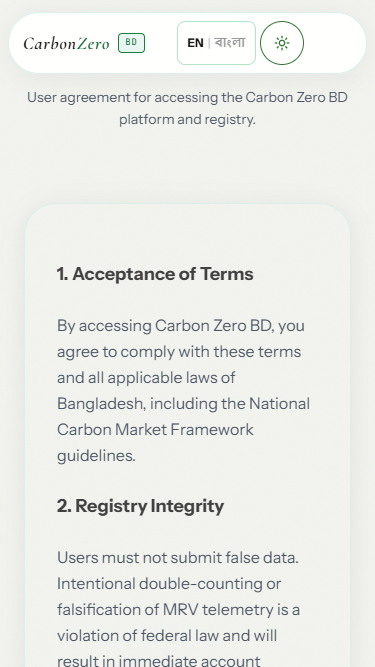 CarbonZero BD EN | বাংলা
User agreement for accessing the Carbon Zero BD
platform and registry.
1. Acceptance of Terms
By accessing Carbon Zero BD, you
agree to comply with these terms
and all applicable laws of
Bangladesh, including the National
Carbon Market Framework
guidelines.
2. Registry Integrity
Users must not submit false data.
Intentional double-counting or
falsification of MRV telemetry is a
violation of federal law and will
result in immediate account